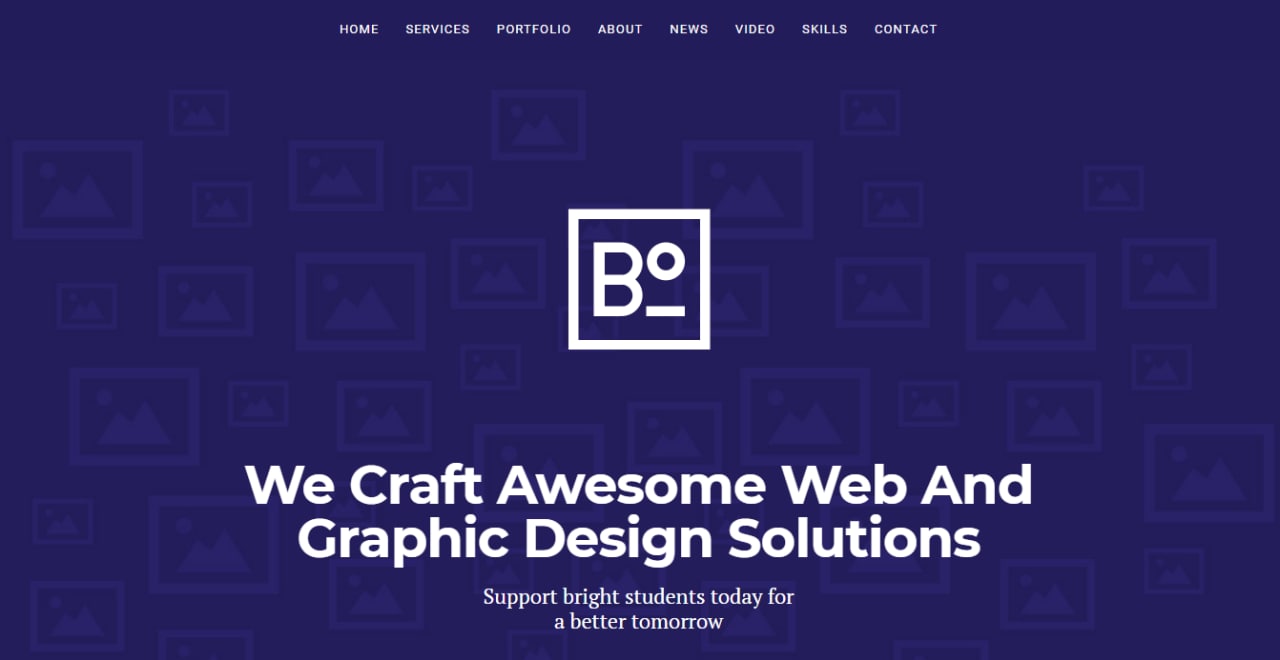 HOME SERVICES PORTFOLIO ABOUT NEWS VIDEO SKILLS CONTACT
Bo
We Craft Awesome Web And
Graphic Design Solutions
Support bright students today for
a better tomorrow